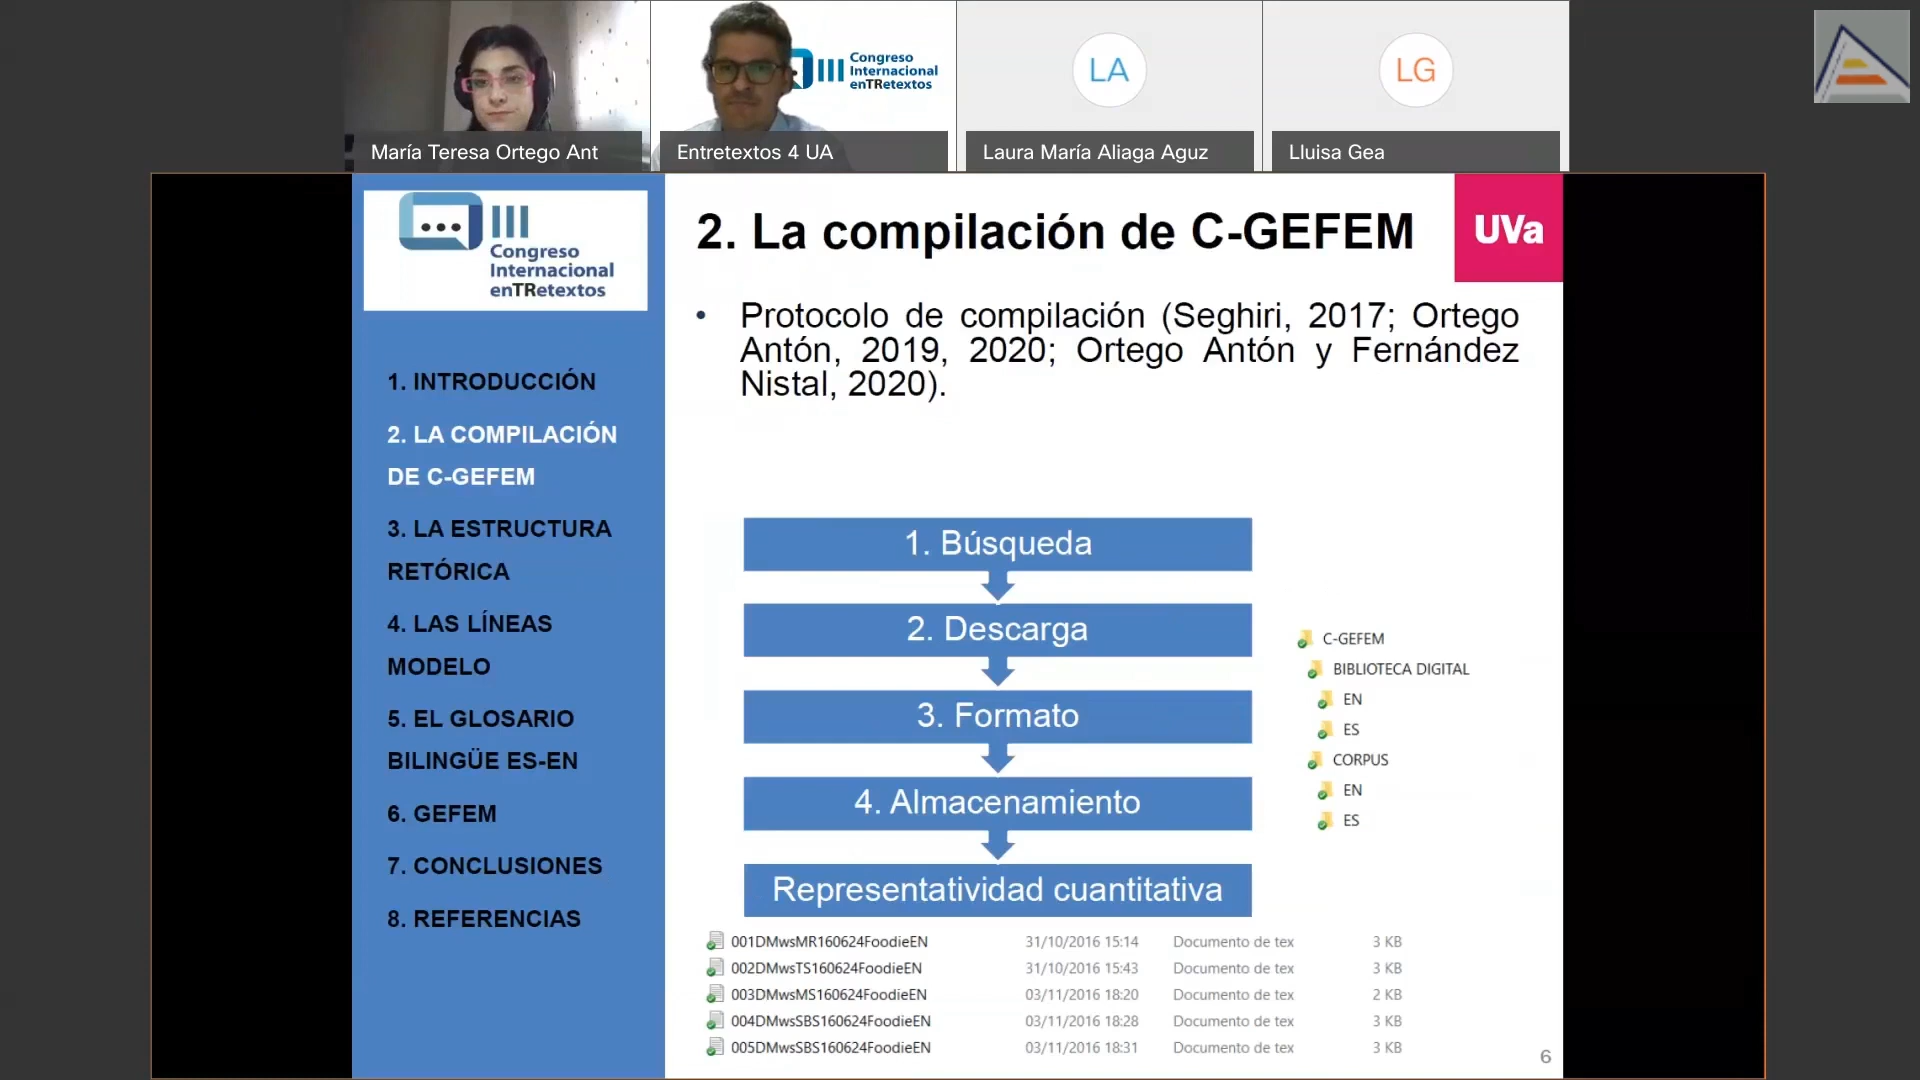 Congreso
Internacional
enTRetextos
LA
LG
María Teresa Ortego Ant
Entretextos 4 UA
Laura María Aliaga Aguz
Lluisa Gea
III
Congreso
Internacional
enTRetextos
1. INTRODUCCIÓN
2. LA COMPILACIÓN
DE C-GEFEM
3. LA ESTRUCTURA
RETÓRICA
4. LAS LÍNEAS
MODELO
5. EL GLOSARIO
BILINGÜE ES-EN
6. GEFEM
7. CONCLUSIONES
8. REFERENCIAS
2. La compilación de C-GEFEM
UVa
• Protocolo de compilación (Seghiri, 2017; Ortego
Antón, 2019, 2020; Ortego Antón y Fernández
Nistal, 2020).
1. Búsqueda
2. Descarga
3. Formato
4. Almacenamiento
Representatividad cuantitativa
C-GEFEM
BIBLIOTECA DIGITAL
EN
ES
CORPUS
EN
ES
001DMwsMR160624FoodieEN 31/10/2016 15:14 Documento de tex 3 KB
002DMwsTS160624FoodieEN 31/10/2016 15:43 Documento de tex 3 KB
003DMwsMS160624FoodieEN 03/11/2016 18:20 Documento de tex 2 KB
004DMwsSBS160624FoodieEN 03/11/2016 18:28 Documento de tex 3 KB
005DMwsSBS160624FoodieEN 03/11/2016 18:31 Documento de tex 3 KB
6